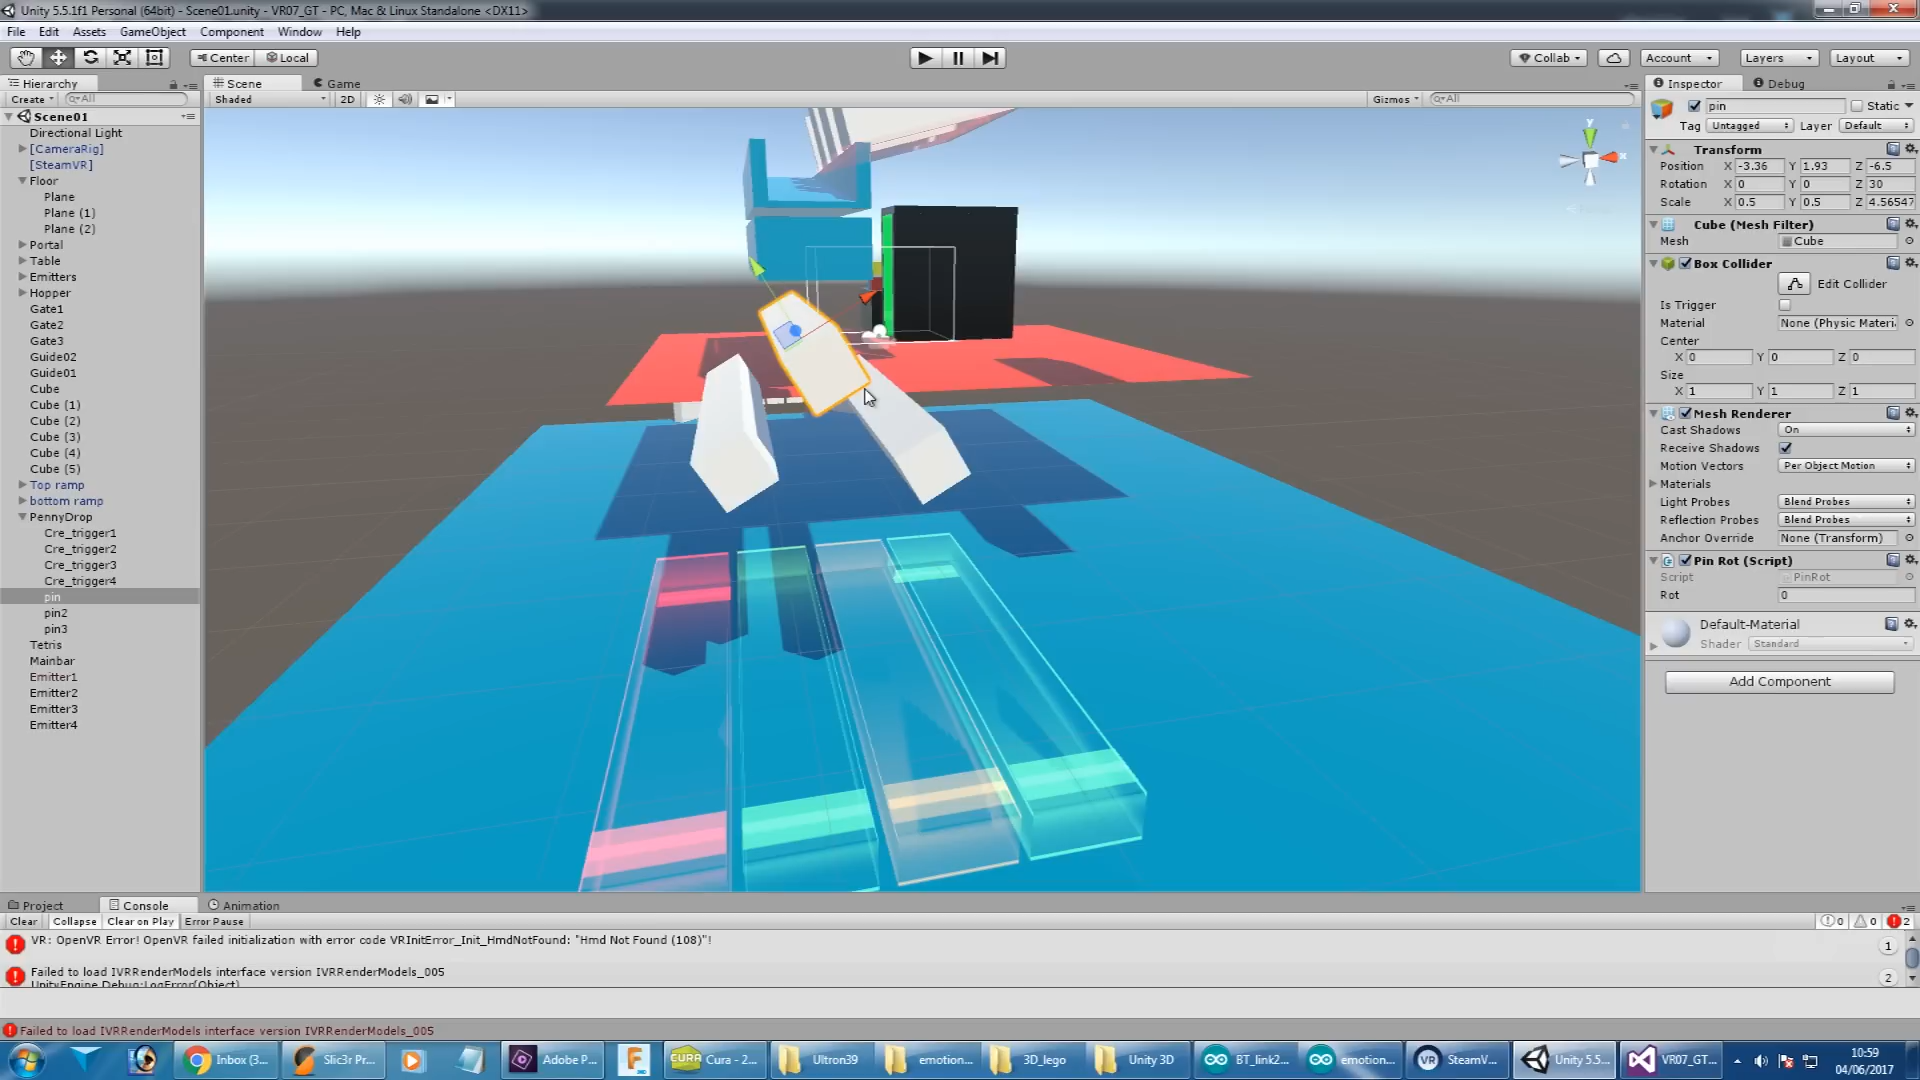 Unity 5.5.1f1 Personal (64bit) - Scene01.unity - VR07_GT - PC, Mac & Linux Standalone <DX11>
File Edit Assets GameObject Component Window Help
Center Local Collab Account Layers Layout
Hierarchy Scene Game Inspector Debug
Create All Shaded 2D Gizmos All
Scene01
Directional Light
[CameraRig]
[SteamVR]
Floor
Plane
Plane (1)
Plane (2)
Portal
Table
Emitters
Hopper
Gate1
Gate2
Gate3
Guide02
Guide01
Cube
Cube (1)
Cube (2)
Cube (3)
Cube (4)
Cube (5)
Top ramp
bottom ramp
PennyDrop
Cre_trigger1
Cre_trigger2
Cre_trigger3
Cre_trigger4
pin
pin2
pin3
Tetris
Mainbar
Emitter1
Emitter2
Emitter3
Emitter4
y
x
pin Static
Tag Untagged Layer Default
Transform
Position X -3.36 Y 1.93 Z -6.5
Rotation X 0 Y 0 Z 30
Scale X 0.5 Y 0.5 Z 4.56547
Cube (Mesh Filter)
Mesh Cube
Box Collider
Edit Collider
Is Trigger
Material None (Physic Materi
Center
X 0 Y 0 Z 0
Size
X 1 Y 1 Z 1
Mesh Renderer
Cast Shadows On
Receive Shadows
Motion Vectors Per Object Motion
Materials
Light Probes Blend Probes
Reflection Probes Blend Probes
Anchor Override None (Transform)
Pin Rot (Script)
Script PinRot
Rot 0
Default-Material
Shader Standard
Add Component
Project Console Animation
Clear Collapse Clear on Play Error Pause 0 0 2
VR: OpenVR Error! OpenVR failed initialization with error code VRInitError_Init_HmdNotFound: "Hmd Not Found (108)"!
1
Failed to load IVRRenderModels interface version IVRRenderModels_005
UnityEngine.Debug:LogError(Object)
2
Failed to load IVRRenderModels interface version IVRRenderModels_005
Inbox (3... Slic3r Pr... Adobe P... CURA Cura - 2... Ultron39 emotion... 3D_lego Unity 3D BT_link2... emotion... VR SteamV... Unity 5.5... VR07_GT...
10:59
04/06/2017